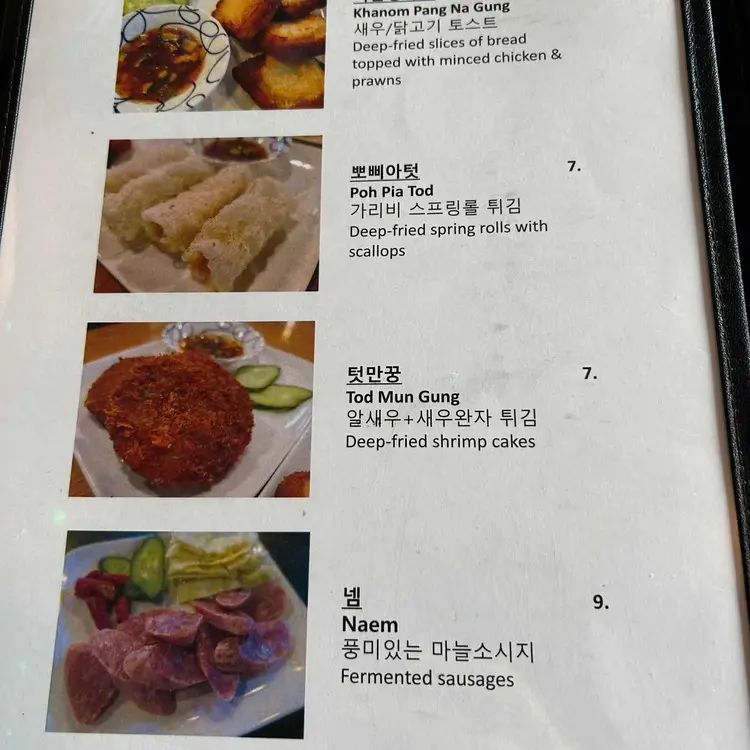 Khanom Pang Na Gung
새우/닭고기 토스트
Deep-fried slices of bread
topped with minced chicken &
prawns
뽀삐아텃 7.
Poh Pia Tod
가리비 스프링롤 튀김
Deep-fried spring rolls with
scallops
텃만꿍 7.
Tod Mun Gung
알새우+새우완자 튀김
Deep-fried shrimp cakes
넴 9.
Naem
풍미있는 마늘소시지
Fermented sausages